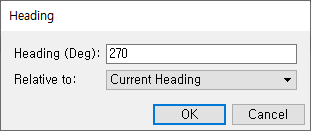 Heading
Heading (Deg): 270
Relative to: Current Heading
OK Cancel